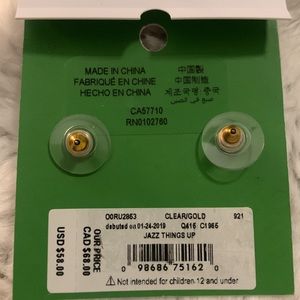 MADE IN CHINA
FABRIQUÉ EN CHINE
HECHO EN CHINA
中国製
中国制造
제조국명: 중국
صنع في الصين
CA57710
RN0102760
O0RU2853 CLEAR/GOLD 921
debuted on 01-24-2019 Q416 C1965
JAZZ THINGS UP
OUR PRICE
CAD $68.00
USD $58.00
0 98686 75162 0
Not intended for children 12 and under